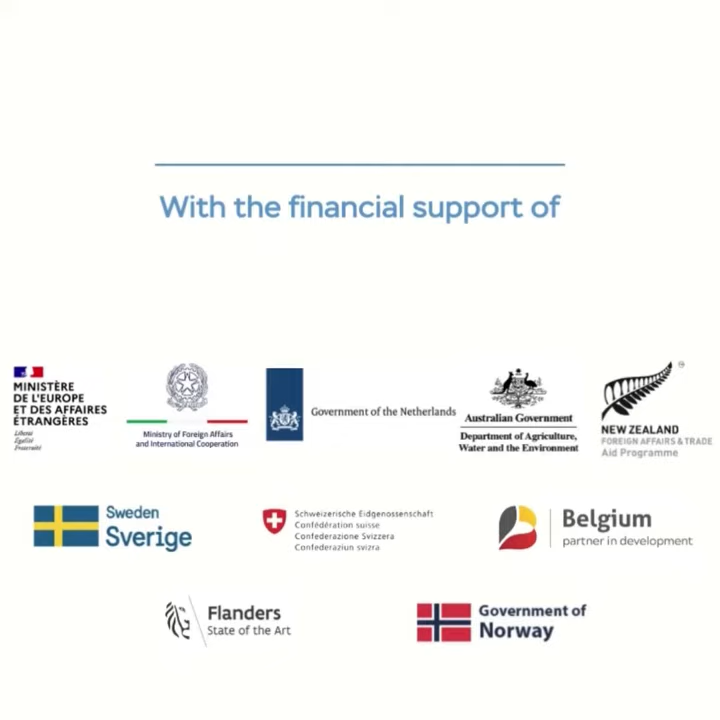 With the financial support of
MINISTÈRE
DE L'EUROPE
ET DES AFFAIRES
ÉTRANGÈRES
Liberté
Égalité
Fraternité
Ministry of Foreign Affairs
and International Cooperation
Government of the Netherlands
Australian Government
Department of Agriculture,
Water and the Environment
NEW ZEALAND
FOREIGN AFFAIRS & TRADE
Aid Programme
Sweden
Sverige
Schweizerische Eidgenossenschaft
Confédération suisse
Confederazione Svizzera
Confederaziun svizra
Belgium
partner in development
Flanders
State of the Art
Government of
Norway